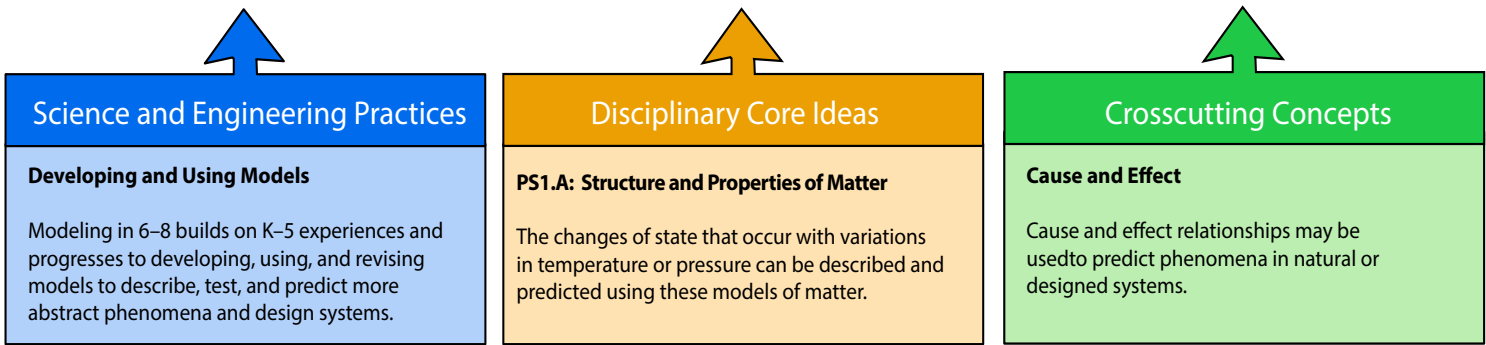 Science and Engineering Practices
Developing and Using Models
Modeling in 6–8 builds on K–5 experiences and
progresses to developing, using, and revising
models to describe, test, and predict more
abstract phenomena and design systems.
Disciplinary Core Ideas
PS1.A: Structure and Properties of Matter
The changes of state that occur with variations
in temperature or pressure can be described and
predicted using these models of matter.
Crosscutting Concepts
Cause and Effect
Cause and effect relationships may be
usedto predict phenomena in natural or
designed systems.